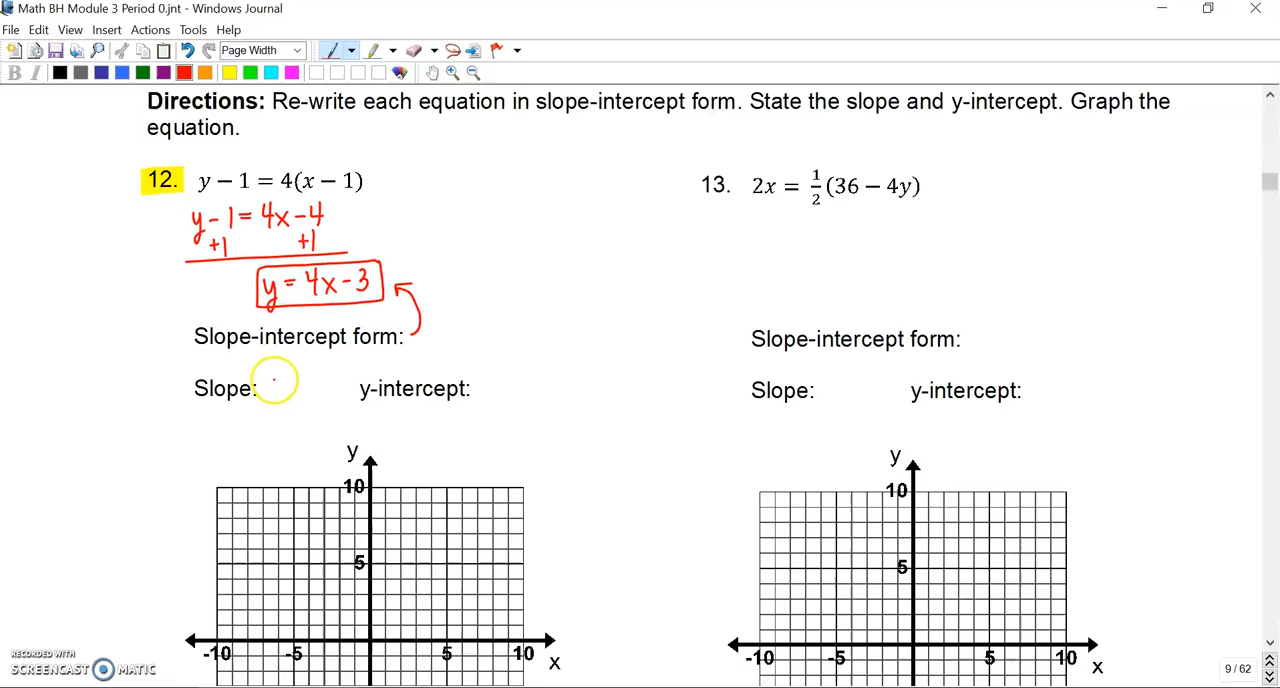 Math BH Module 3 Period 0.jnt - Windows Journal
File Edit View Insert Actions Tools Help
Page Width
B I
Directions: Re-write each equation in slope-intercept form. State the slope and y-intercept. Graph the
equation.
12. y − 1 = 4(x − 1)
y - 1 = 4x - 4
+1 +1
y = 4x - 3
Slope-intercept form:
Slope: y-intercept:
y
10
5
-10 -5 5 10 x
13. 2x = 1/2 (36 − 4y)
Slope-intercept form:
Slope: y-intercept:
y
10
5
-10 -5 5 10 x
RECORDED WITH
SCREENCAST MATIC
9 / 62